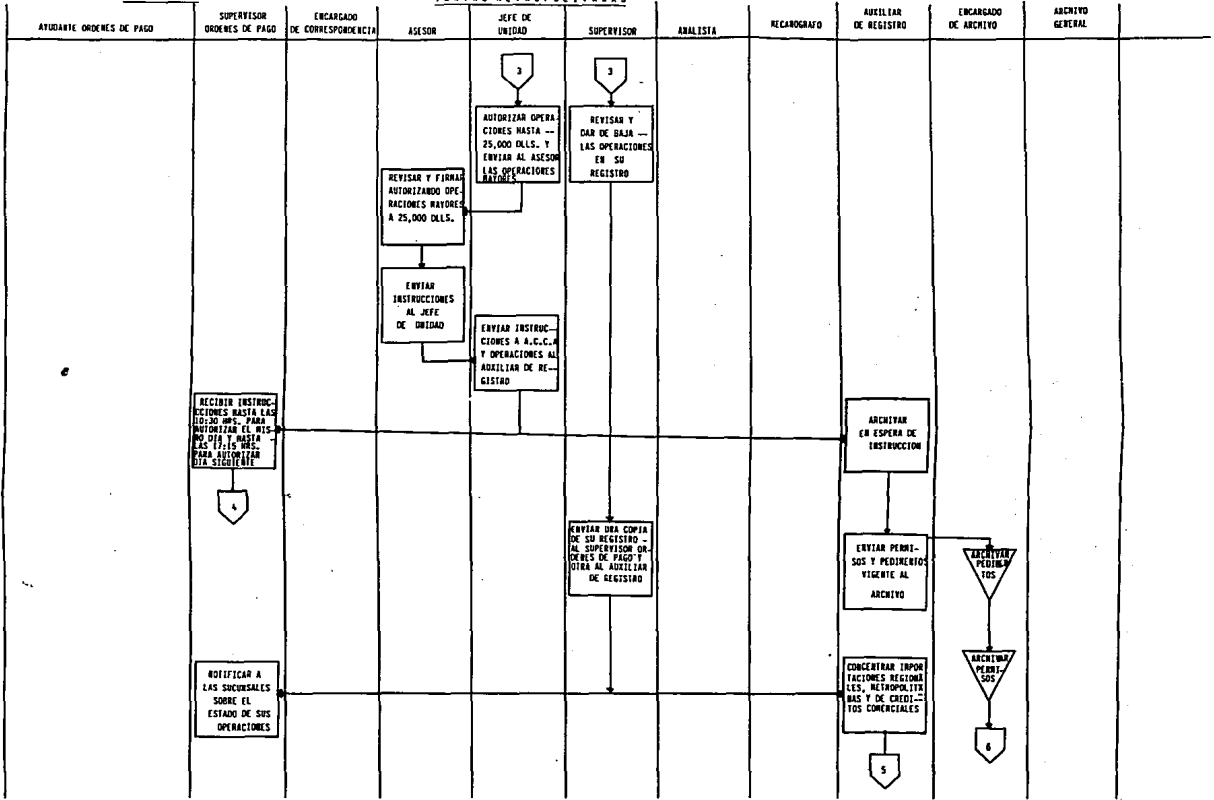 AYUDANTE ORDENES DE PAGO
SUPERVISOR
ORDENES DE PAGO
ENCARGADO
DE CORRESPONDENCIA
ASESOR
JEFE DE
UNIDAD
SUPERVISOR
ANALISTA
MECANOGRAFO
AUXILIAR
DE REGISTRO
ENCARGADO
DE ARCHIVO
ARCHIVO
GENERAL
3
3
AUTORIZAR OPERA-
CIONES HASTA --
25,000 DLLS. Y
ENVIAR AL ASESOR
LAS OPERACIONES
MAYORES
REVISAR Y
DAR DE BAJA --
LAS OPERACIONES
EN SU
REGISTRO
REVISAR Y FIRMAR
AUTORIZANDO OPE-
RACIONES MAYORES
A 25,000 DLLS.
ENVIAR
INSTRUCCIONES
AL JEFE
DE UNIDAD
ENVIAR INSTRUC--
CIONES A A.C.C.A
Y OPERACIONES AL
AUXILIAR DE RE--
GISTRO
RECIBIR INSTRUC-
CCIONES HASTA LAS
10:30 HRS. PARA
AUTORIZAR EL MIS-
MO DIA Y HASTA
LAS 17:15 HRS.
PARA AUTORIZAR
DIA SIGUIENTE
ARCHIVAR
EN ESPERA DE
INSTRUCCION
4
ENVIAR UNA COPIA
DE SU REGISTRO -
AL SUPERVISOR OR-
DENES DE PAGO Y
OTRA AL AUXILIAR
DE REGISTRO
ENVIAR PERMI-
SOS Y PEDIMENTOS
VIGENTE AL
ARCHIVO
ARCHIVAR
PEDIMEN
TOS
NOTIFICAR A
LAS SUCURSALES
SOBRE EL
ESTADO DE SUS
OPERACIONES
CONCENTRAR IMPOR
TACIONES REGIONA
LES, METROPOLITA
NAS Y DE CREDI--
TOS COMERCIALES
ARCHIVAR
PERMI-
SOS
5
6